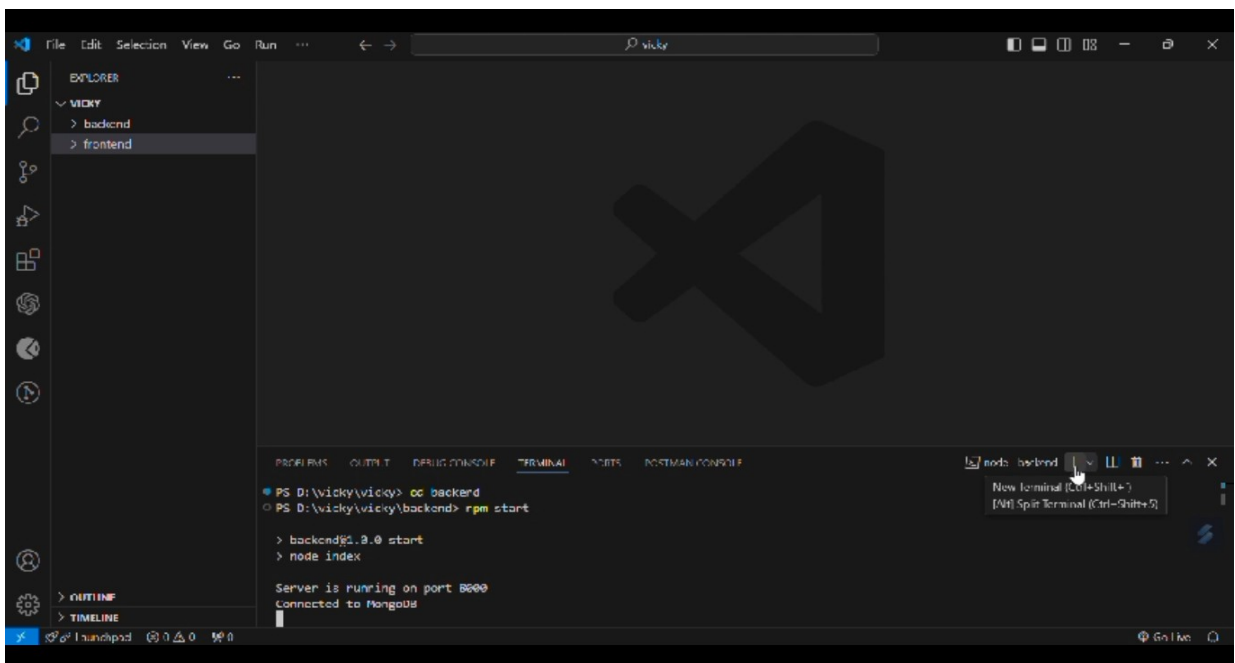 File Edit Selection View Go Run ··· vicky
EXPLORER ···
VICKY
> backend
> frontend
PROBLEMS OUTPUT DEBUG CONSOLE TERMINAL PORTS POSTMAN CONSOLE
node backend
New Terminal (Ctrl+Shift+`)
[Alt] Split Terminal (Ctrl+Shift+5)
PS D:\vicky\vicky> cd backend
PS D:\vicky\vicky\backend> npm start
> backend@1.0.0 start
> node index
Server is running on port 8000
Connected to MongoDB
> OUTLINE
> TIMELINE
Launchpad 0 0 0 Go Live